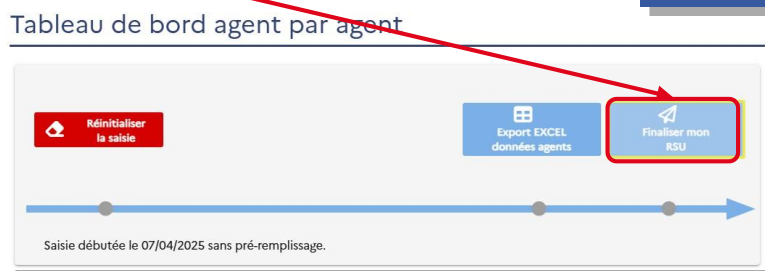 Tableau de bord agent par agent
Réinitialiser
la saisie
Export EXCEL
données agents
Finaliser mon
RSU
Saisie débutée le 07/04/2025 sans pré-remplissage.